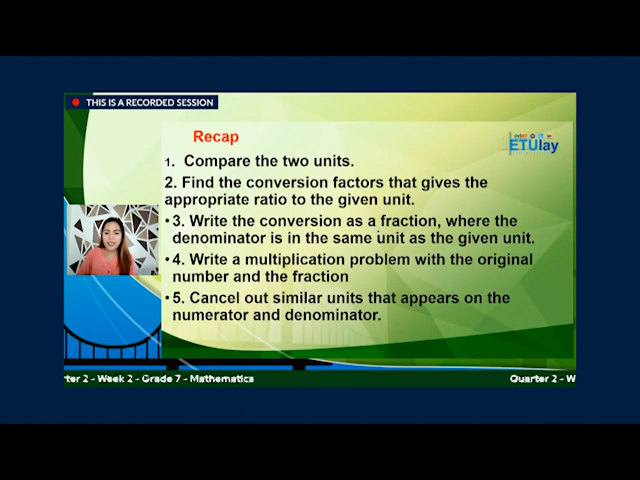 THIS IS A RECORDED SESSION
Recap
ETUlay
1. Compare the two units.
2. Find the conversion factors that gives the
appropriate ratio to the given unit.
• 3. Write the conversion as a fraction, where the
denominator is in the same unit as the given unit.
• 4. Write a multiplication problem with the original
number and the fraction
• 5. Cancel out similar units that appears on the
numerator and denominator.
ter 2 - Week 2 - Grade 7 - Mathematics
Quarter 2 - W